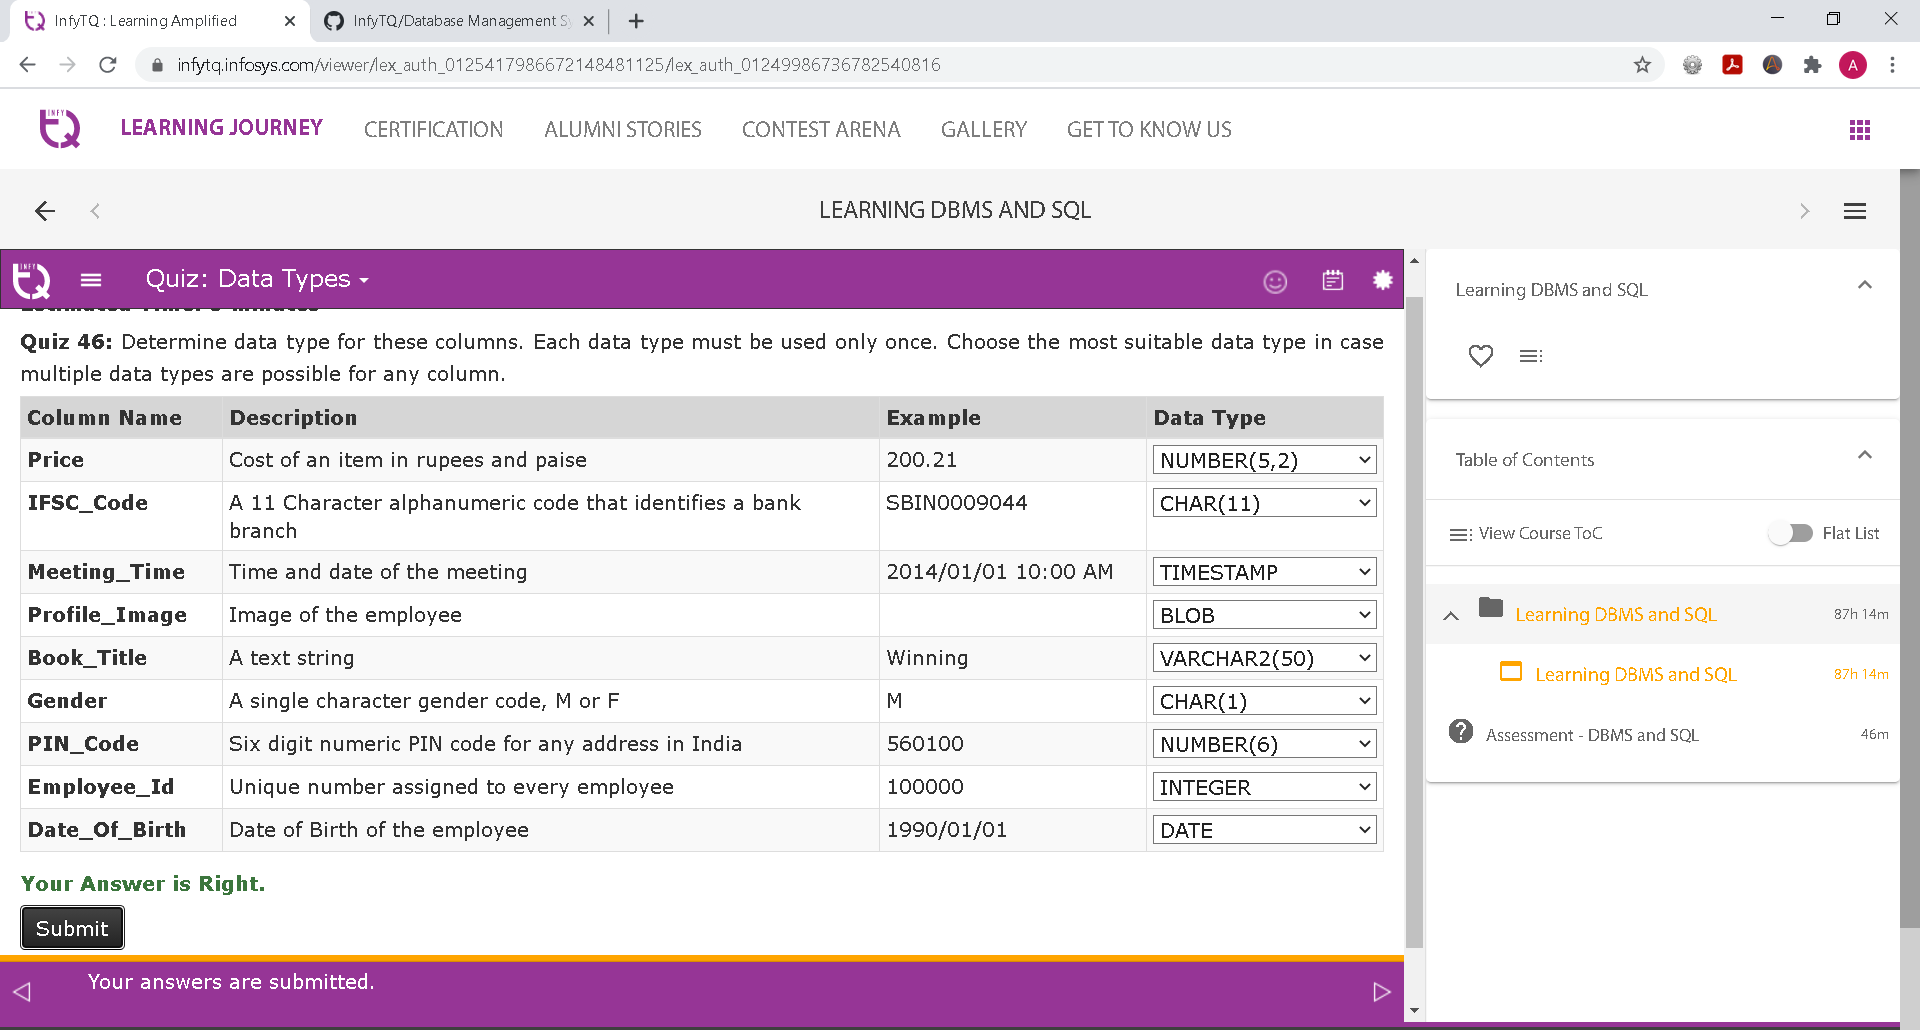 InfyTQ : Learning Amplified
InfyTQ/Database Management Sy
infytq.infosys.com/viewer/lex_auth_0125417986672148481125/lex_auth_01249986736782540816
A
INFY TQ
LEARNING JOURNEY
CERTIFICATION
ALUMNI STORIES
CONTEST ARENA
GALLERY
GET TO KNOW US
LEARNING DBMS AND SQL
INFY TQ
Quiz: Data Types
Estimated Time: 5 minutes
Quiz 46: Determine data type for these columns. Each data type must be used only once. Choose the most suitable data type in case
multiple data types are possible for any column.
Column Name Description Example Data Type
Price Cost of an item in rupees and paise 200.21 NUMBER(5,2)
IFSC_Code A 11 Character alphanumeric code that identifies a bank SBIN0009044 CHAR(11)
branch
Meeting_Time Time and date of the meeting 2014/01/01 10:00 AM TIMESTAMP
Profile_Image Image of the employee BLOB
Book_Title A text string Winning VARCHAR2(50)
Gender A single character gender code, M or F M CHAR(1)
PIN_Code Six digit numeric PIN code for any address in India 560100 NUMBER(6)
Employee_Id Unique number assigned to every employee 100000 INTEGER
Date_Of_Birth Date of Birth of the employee 1990/01/01 DATE
Your Answer is Right.
Submit
Your answers are submitted.
Learning DBMS and SQL
Table of Contents
View Course ToC
Flat List
Learning DBMS and SQL 87h 14m
Learning DBMS and SQL 87h 14m
Assessment - DBMS and SQL 46m